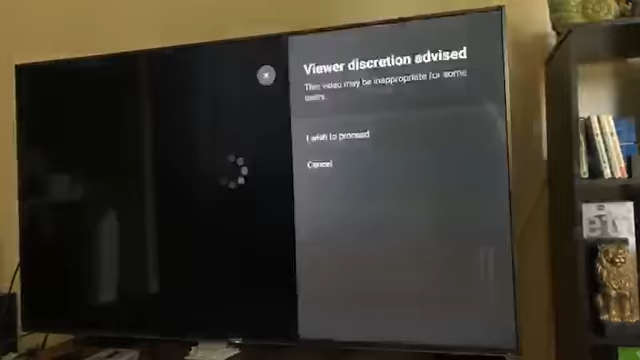 Viewer discretion advised
This video may be inappropriate for some
users.
I wish to proceed
Cancel